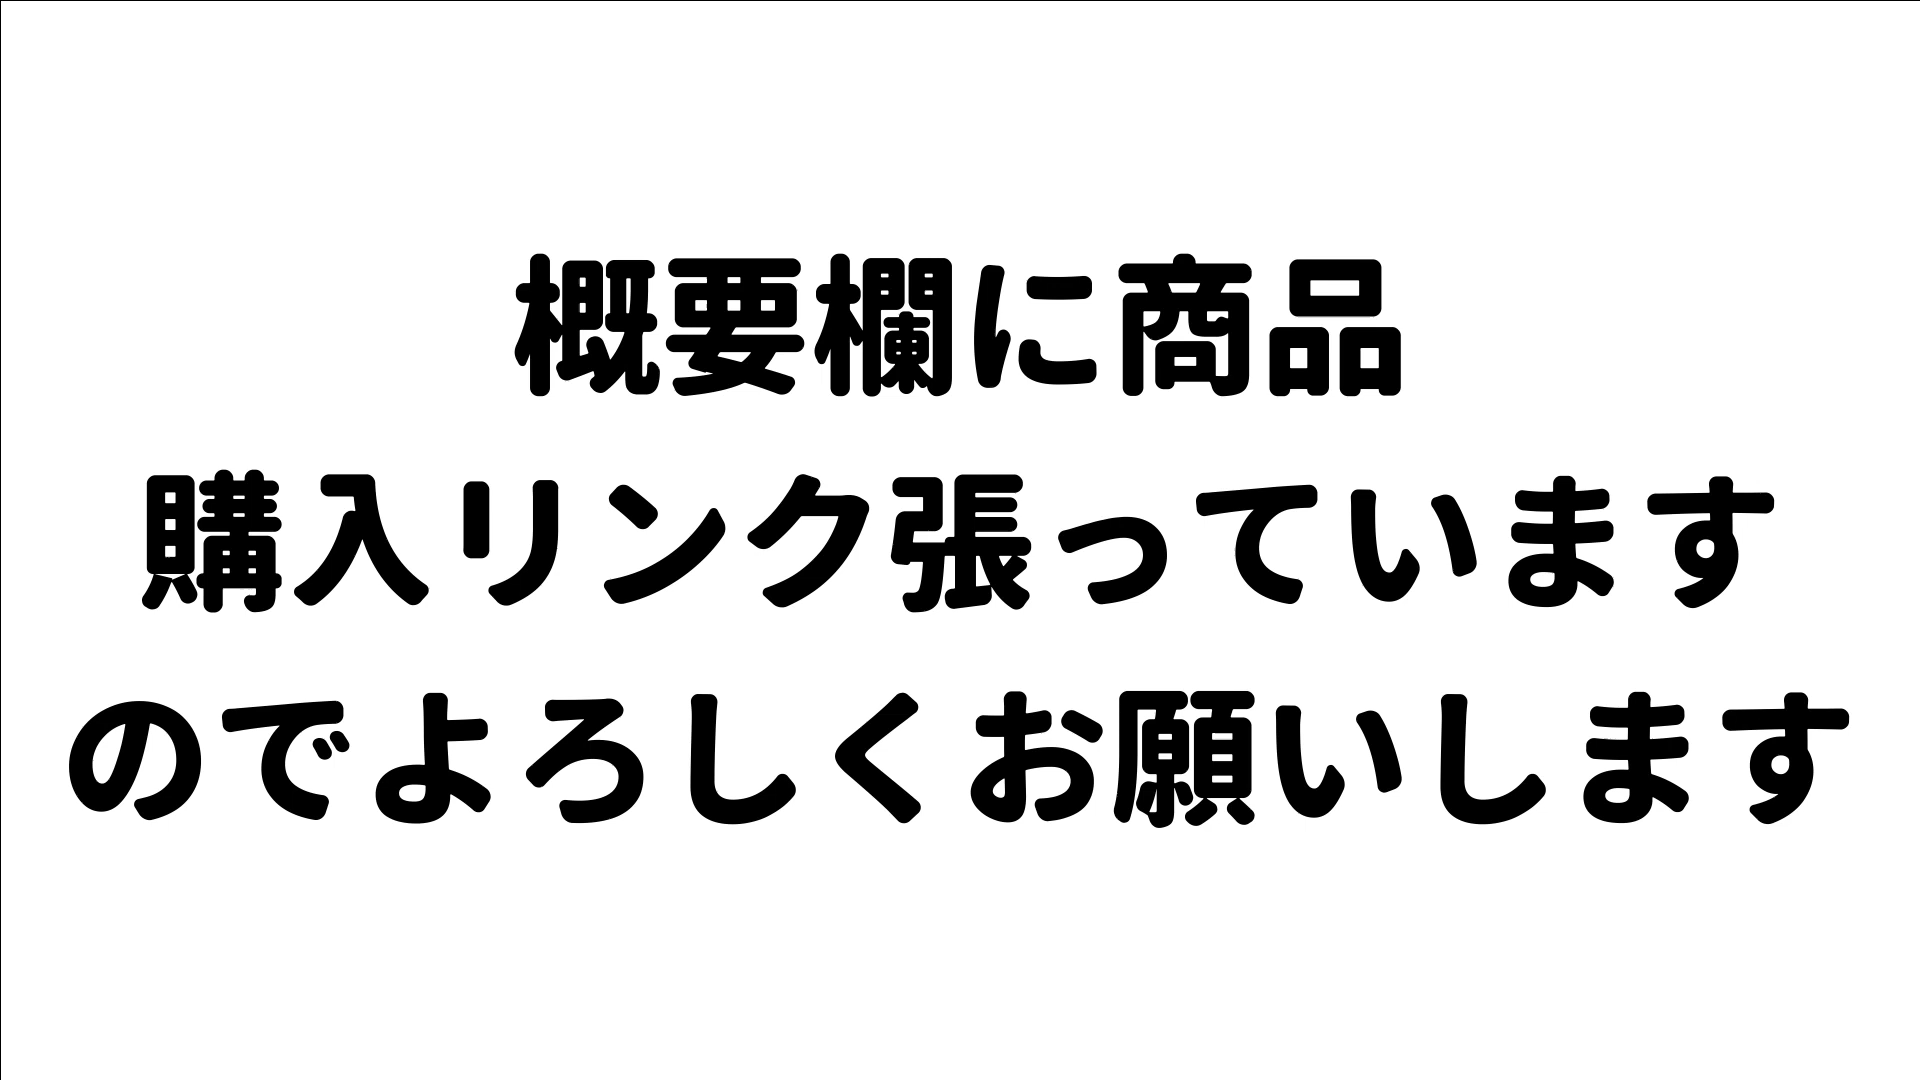 概要欄に商品
購入リンク張っています
のでよろしくお願いします